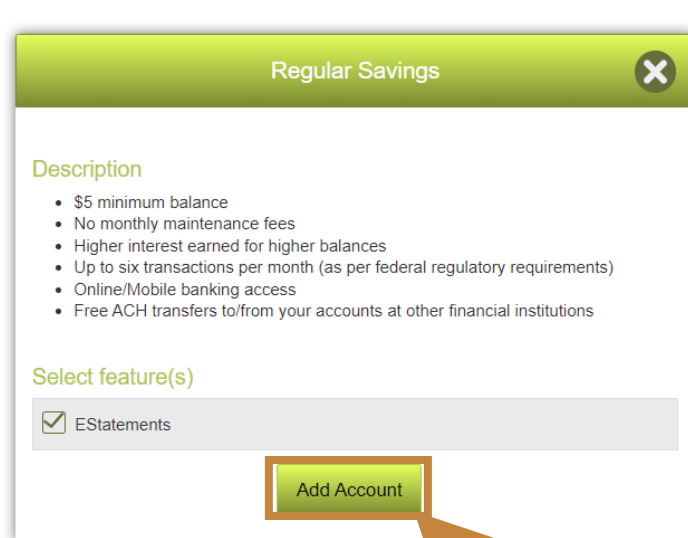 Regular Savings
Description
• $5 minimum balance
• No monthly maintenance fees
• Higher interest earned for higher balances
• Up to six transactions per month (as per federal regulatory requirements)
• Online/Mobile banking access
• Free ACH transfers to/from your accounts at other financial institutions
Select feature(s)
EStatements
Add Account